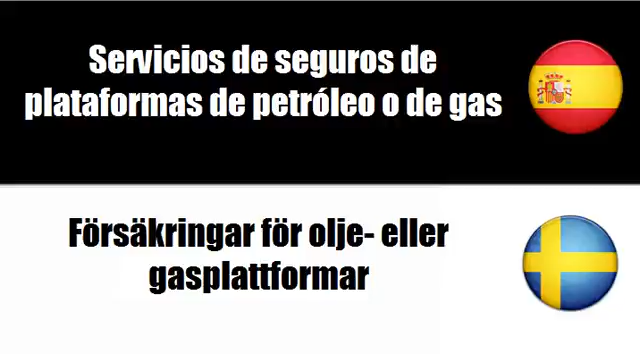 Servicios de seguros de
plataformas de petróleo o de gas
Försäkringar för olje- eller
gasplattformar